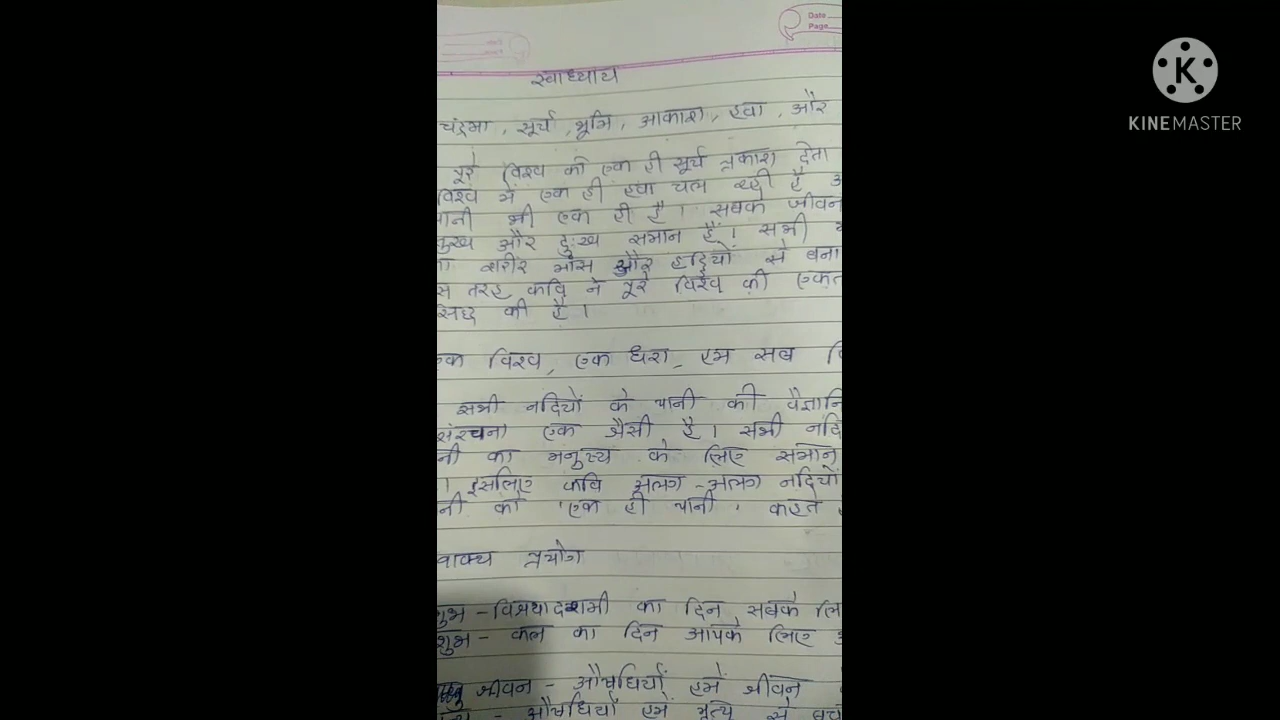 Date
Page
K
KINEMASTER
स्वाध्याय
चंद्रमा, सूर्य, भूमि, आकाश, हवा, और
पूरे विश्व को एक ही सूर्य प्रकाश देता
विश्व में एक ही हवा चल रही है
पानी भी एक ही है। सबके जीवन
सुख और दुःख समान हैं। सभी
शरीर माँस और हड्डियों से बना
तरह कवि ने पूरे विश्व की एकत
सिद्ध की है।
एक विश्व, एक धरा, हम सब
सभी नदियों के पानी की वैज्ञानि
संरचना एक जैसी है। सभी नदि
नी का मनुष्य के लिए समान
। इसलिए कवि अलग-अलग नदियों
नी को 'एक ही पानी' कहते
वाक्य प्रयोग
शुभ - विजयादशमी का दिन सबके लि
शुभ - कल का दिन आपके लिए
जीवन - औषधियाँ हमें जीवन
- औषधियाँ हमें मृत्यु से बच